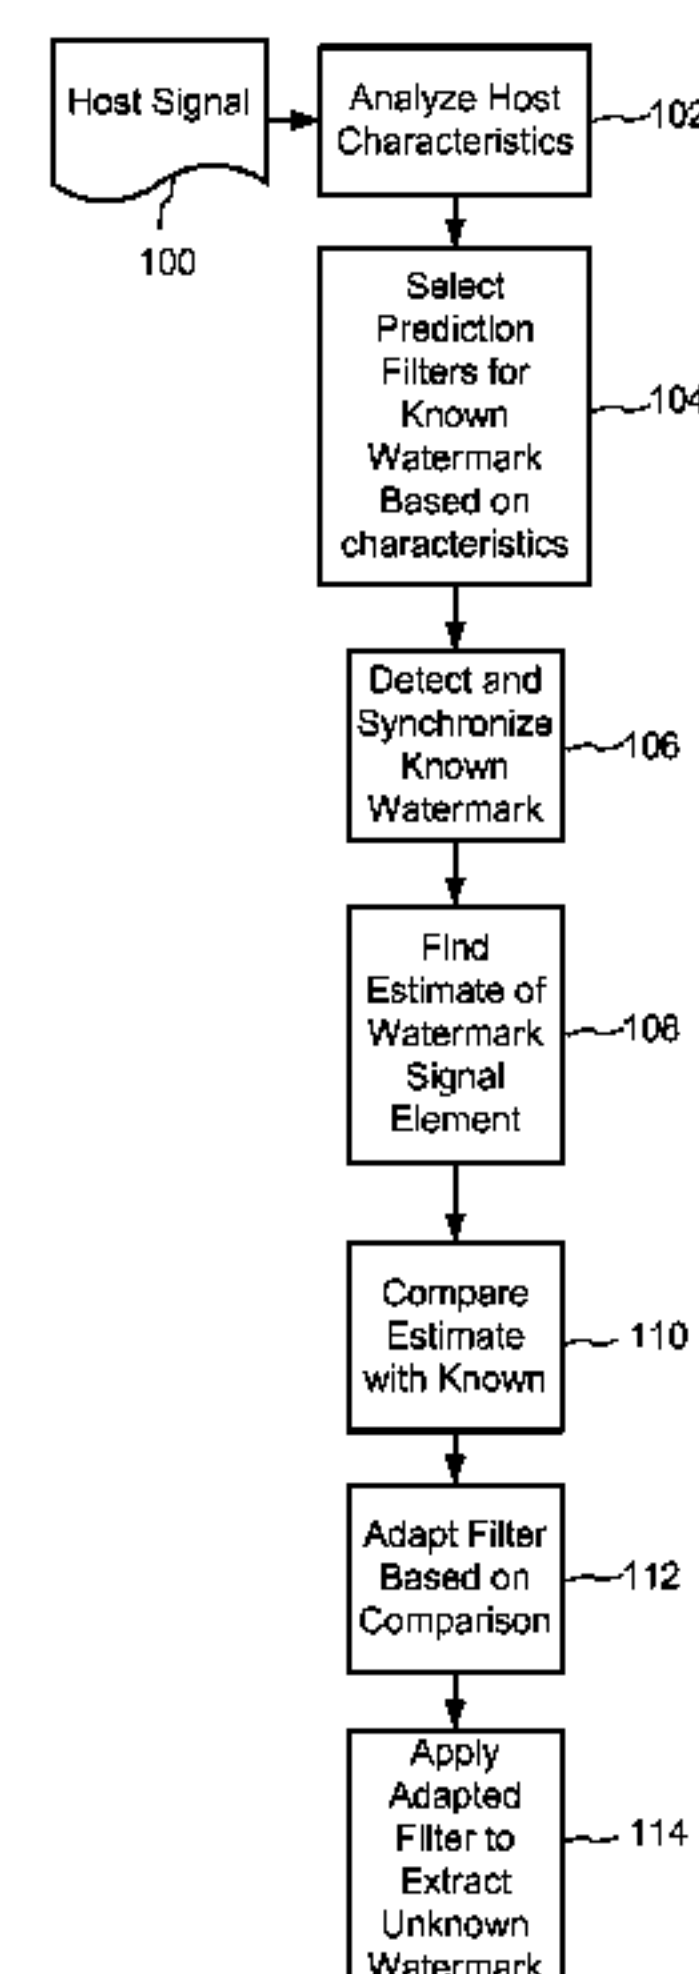 Host Signal
100
Analyze Host
Characteristics
102
Select
Prediction
Filters for
Known
Watermark
Based on
characteristics
104
Detect and
Synchronize
Known
Watermark
106
Find
Estimate of
Watermark
Signal
Element
108
Compare
Estimate
with Known
110
Adapt Filter
Based on
Comparison
112
Apply
Adapted
Filter to
Extract
Unknown
Watermark
114